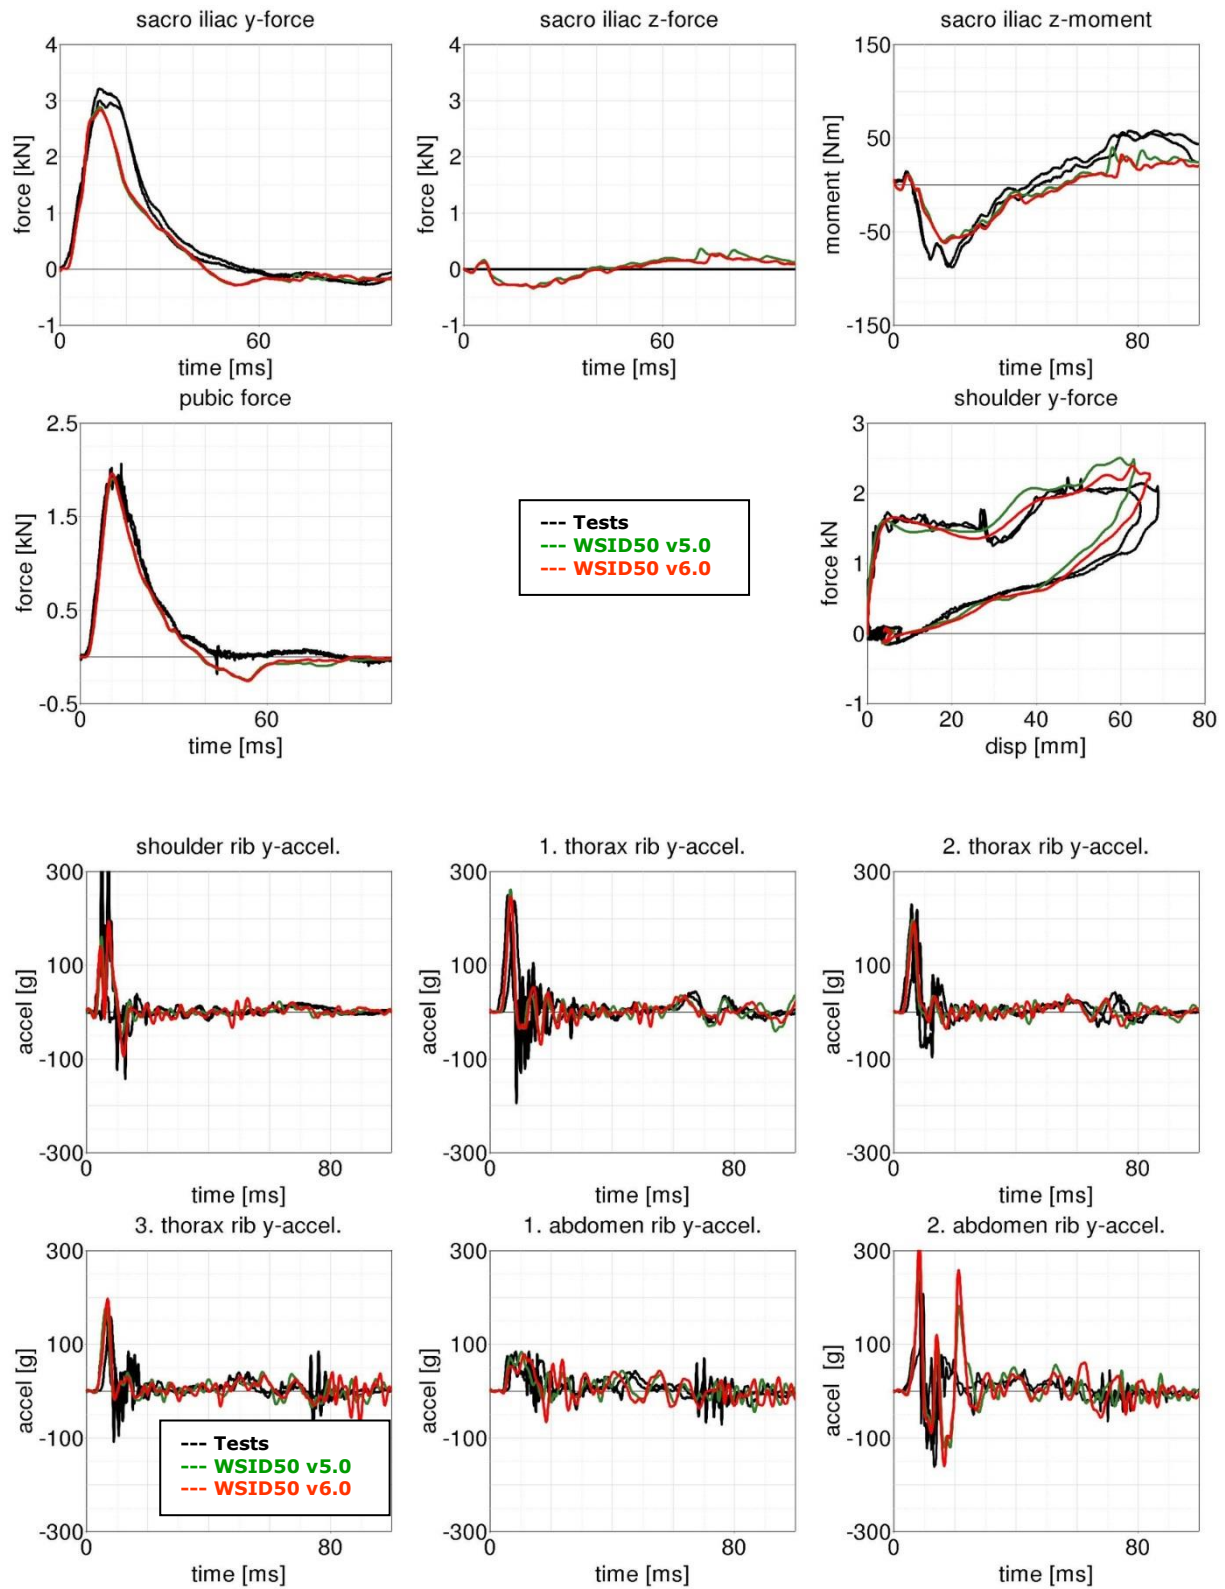 sacro iliac y-force
4
3
2
1
0
-1
force [kN]
0
60
time [ms]
sacro iliac z-force
4
3
2
1
0
-1
force [kN]
0
60
time [ms]
sacro iliac z-moment
150
50
-50
-150
moment [Nm]
0
80
time [ms]
pubic force
2.5
1.5
0.5
-0.5
force [kN]
0
60
time [ms]
--- Tests
--- WSID50 v5.0
--- WSID50 v6.0
shoulder y-force
3
2
1
0
-1
force kN
0
20
40
60
80
disp [mm]
shoulder rib y-accel.
300
100
-100
-300
accel [g]
0
80
time [ms]
1. thorax rib y-accel.
300
100
-100
-300
accel [g]
0
80
time [ms]
2. thorax rib y-accel.
300
100
-100
-300
accel [g]
0
80
time [ms]
3. thorax rib y-accel.
300
100
-100
-300
accel [g]
0
80
time [ms]
--- Tests
--- WSID50 v5.0
--- WSID50 v6.0
1. abdomen rib y-accel.
300
100
-100
-300
accel [g]
0
80
time [ms]
2. abdomen rib y-accel.
300
100
-100
-300
accel [g]
0
80
time [ms]